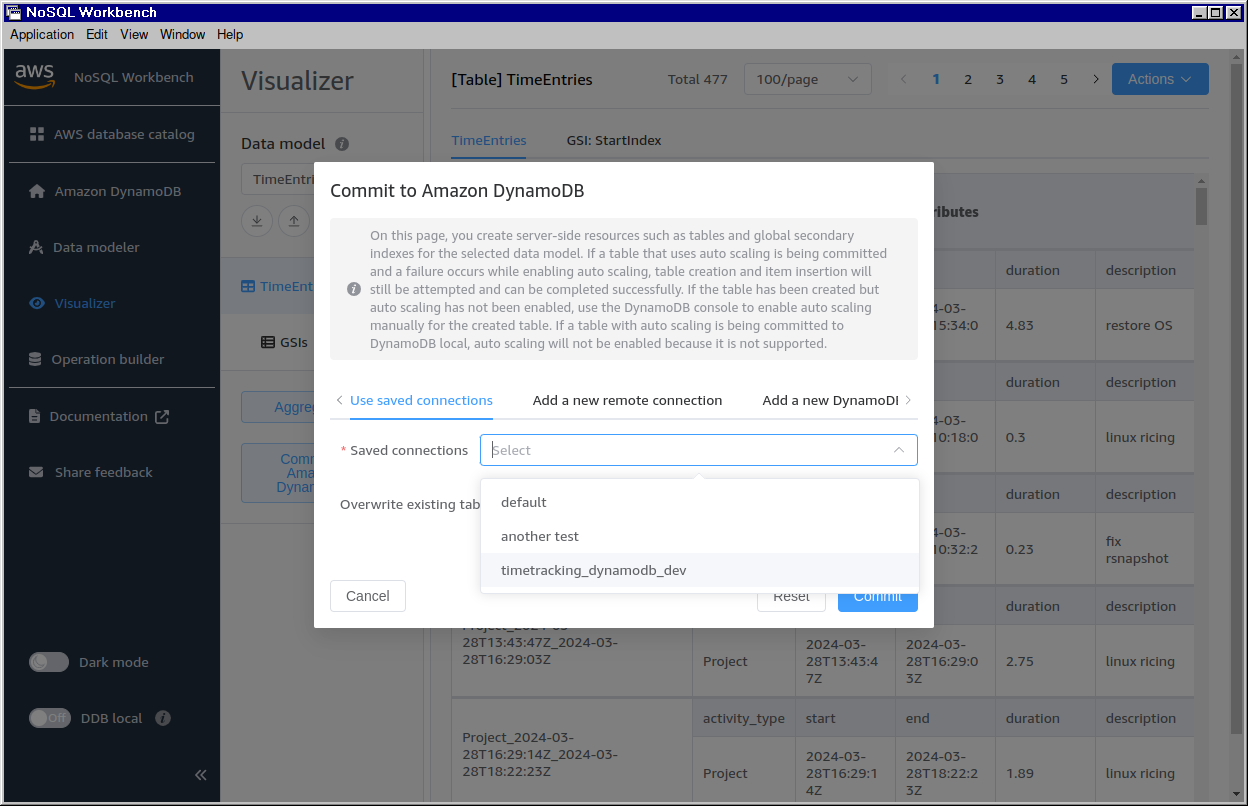 NoSQL Workbench
Application Edit View Window Help
aws NoSQL Workbench
AWS database catalog
Amazon DynamoDB
Data modeler
Visualizer
Operation builder
Documentation
Share feedback
Dark mode
Off DDB local
Visualizer
Data model
TimeEntri
TimeEnt
GSIs
Aggre
Comm
Ama
Dynam
[Table] TimeEntries Total 477 100/page 1 2 3 4 5 Actions
TimeEntries GSI: StartIndex
Commit to Amazon DynamoDB
On this page, you create server-side resources such as tables and global secondary
indexes for the selected data model. If a table that uses auto scaling is being committed
and a failure occurs while enabling auto scaling, table creation and item insertion will
still be attempted and can be completed successfully. If the table has been created but
auto scaling has not been enabled, use the DynamoDB console to enable auto scaling
manually for the created table. If a table with auto scaling is being committed to
DynamoDB local, auto scaling will not be enabled because it is not supported.
Use saved connections Add a new remote connection Add a new DynamoDI
* Saved connections Select
Overwrite existing tab
default
another test
timetracking_dynamodb_dev
Cancel Reset Commit
ributes
duration description
4-03-
15:34:0
4.83 restore OS
duration description
4-03-
10:18:0
0.3 linux ricing
duration description
4-03-
10:32:2
0.23 fix
rsnapshot
duration description
Project_2024-03-
28T13:43:47Z_2024-03-
28T16:29:03Z
Project
2024-03-
28T13:43:4
7Z
2024-03-
28T16:29:0
3Z
2.75 linux ricing
activity_type start end duration description
Project_2024-03-
28T16:29:14Z_2024-03-
28T18:22:23Z
Project
2024-03-
28T16:29:1
4Z
2024-03-
28T18:22:2
3Z
1.89 linux ricing